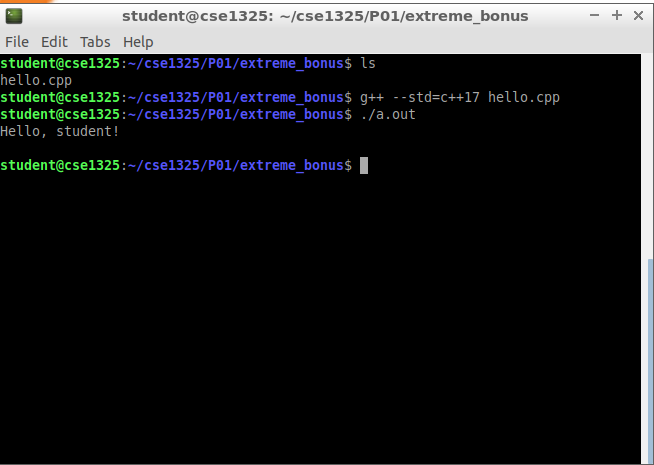 student@cse1325: ~/cse1325/P01/extreme_bonus
File Edit Tabs Help
student@cse1325:~/cse1325/P01/extreme_bonus$ ls
hello.cpp
student@cse1325:~/cse1325/P01/extreme_bonus$ g++ --std=c++17 hello.cpp
student@cse1325:~/cse1325/P01/extreme_bonus$ ./a.out
Hello, student!
student@cse1325:~/cse1325/P01/extreme_bonus$